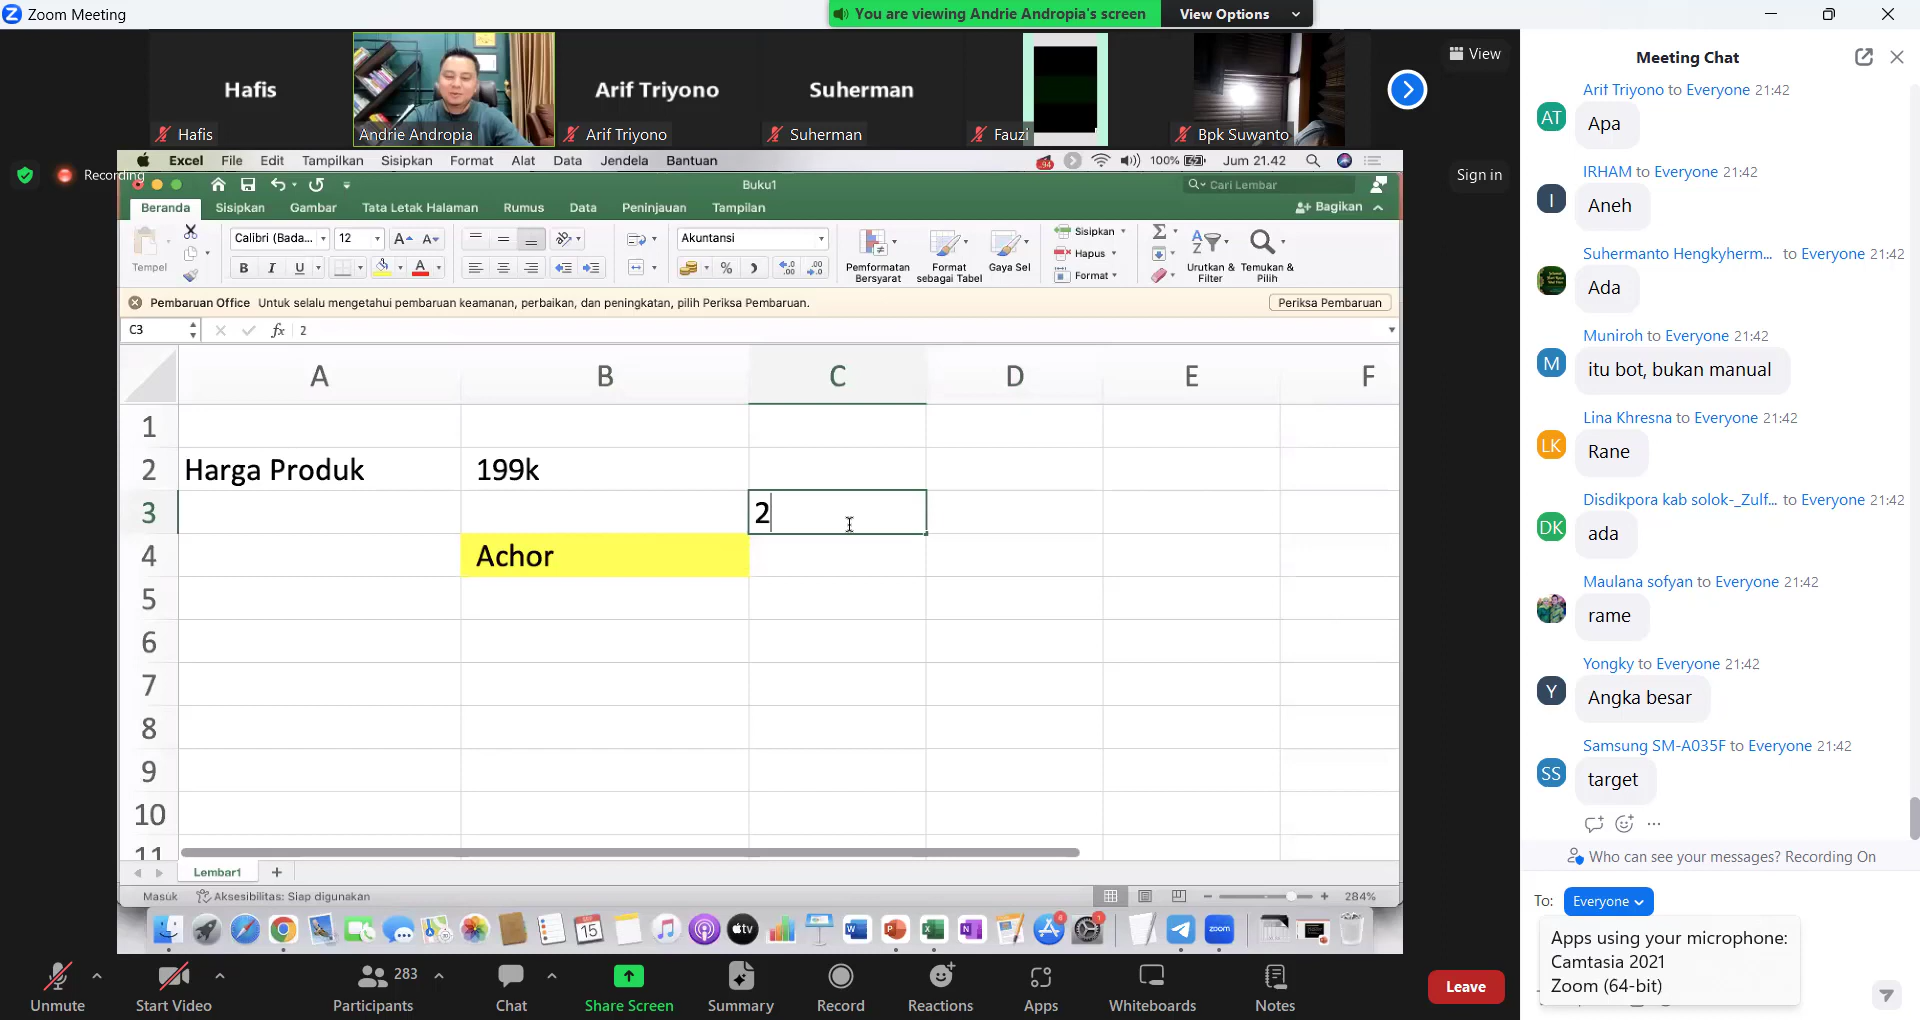 Zoom Meeting
You are viewing Andrie Andropia's screen
View Options
Hafis
Hafis
Andrie Andropia
Arif Triyono
Arif Triyono
Suherman
Suherman
Fauzi
Bpk Suwanto
View
Recording
Sign in
Excel File Edit Tampilkan Sisipkan Format Alat Data Jendela Bantuan
94 100% Jum 21.42
Buku1
Cari Lembar
Beranda Sisipkan Gambar Tata Letak Halaman Rumus Data Peninjauan Tampilan
Bagikan
Tempel
Calibri (Bada... 12
B I U A
Akuntansi
%
Pemformatan Bersyarat
Format sebagai Tabel
Gaya Sel
Sisipkan
Hapus
Format
Urutkan & Filter
Temukan & Pilih
Pembaruan Office Untuk selalu mengetahui pembaruan keamanan, perbaikan, dan peningkatan, pilih Periksa Pembaruan.
Periksa Pembaruan
C3 fx 2
A B C D E F
1
2 Harga Produk 199k
3 2
4 Achor
5
6
7
8
9
10
11
Lembar1
Masuk Aksesibilitas: Siap digunakan
284%
SEP
15
tv
W P X N
8
1
zoom
Unmute
Start Video
283
Participants
Chat
Share Screen
Summary
Record
Reactions
Apps
Whiteboards
Notes
Leave
Meeting Chat
Arif Triyono to Everyone 21:42
AT
Apa
IRHAM to Everyone 21:42
I
Aneh
Suhermanto Hengkyherm... to Everyone 21:42
Ada
Muniroh to Everyone 21:42
M
itu bot, bukan manual
Lina Khresna to Everyone 21:42
LK
Rane
Disdikpora kab solok-_Zulf... to Everyone 21:42
DK
ada
Maulana sofyan to Everyone 21:42
rame
Yongky to Everyone 21:42
Y
Angka besar
Samsung SM-A035F to Everyone 21:42
SS
target
Who can see your messages? Recording On
To: Everyone
Apps using your microphone:
Camtasia 2021
Zoom (64-bit)